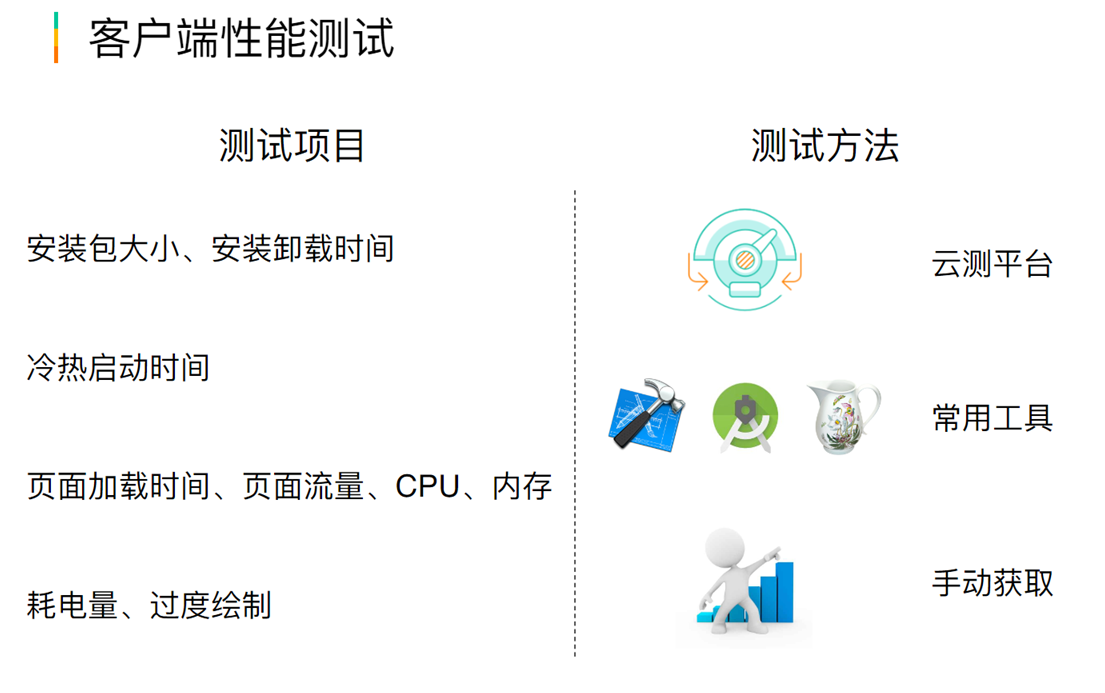 客户端性能测试
测试项目
安装包大小、安装卸载时间
冷热启动时间
页面加载时间、页面流量、CPU、内存
耗电量、过度绘制
测试方法
云测平台
常用工具
手动获取